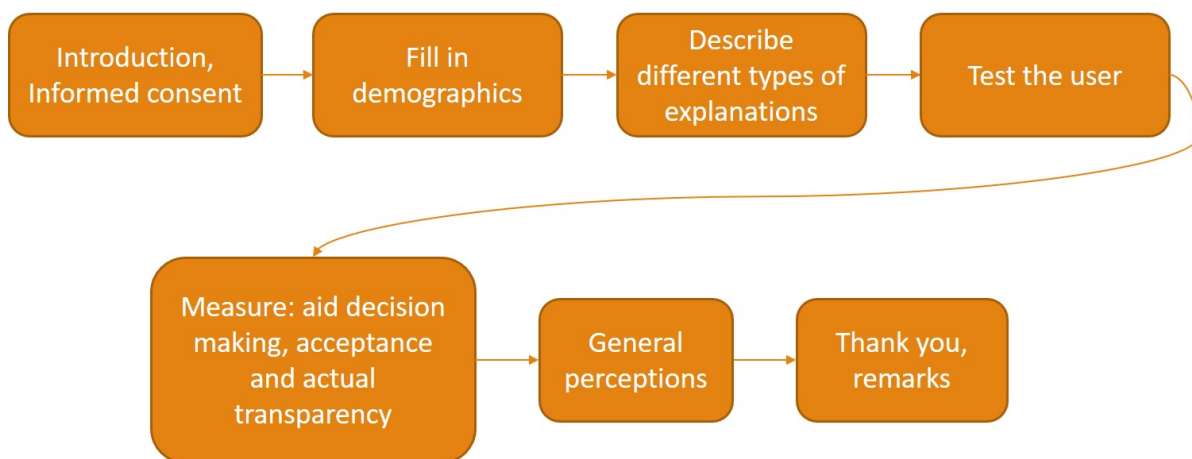 Introduction,
Informed consent
Fill in
demographics
Describe
different types of
explanations
Test the user
Measure: aid decision
making, acceptance
and actual
transparency
General
perceptions
Thank you,
remarks